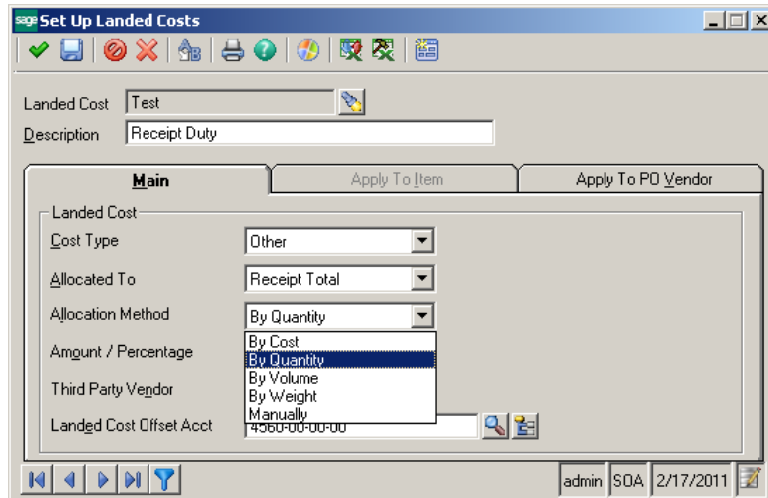 sage Set Up Landed Costs
Landed Cost Test
Description Receipt Duty
Main Apply To Item Apply To PO Vendor
Landed Cost
Cost Type Other
Allocated To Receipt Total
Allocation Method By Quantity
By Cost
Amount / Percentage By Quantity
By Volume
Third Party Vendor By Weight
Manually
Landed Cost Offset Acct 4560-00-00-00
admin SOA 2/17/2011